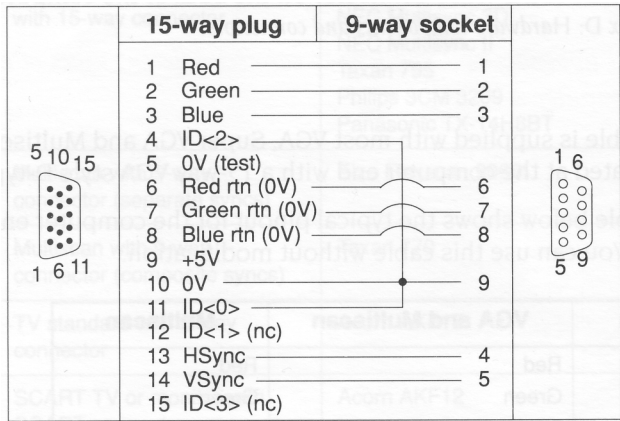 15-way plug 9-way socket
1 Red 1
2 Green 2
3 Blue 3
4 ID<2>
5 0V (test)
6 Red rtn (0V) 6
7 Green rtn (0V) 7
8 Blue rtn (0V) 8
9 +5V
10 0V 9
11 ID<0>
12 ID<1> (nc)
13 HSync 4
14 VSync 5
15 ID<3> (nc)
5 10 15
1 6 11
1 6
5 9